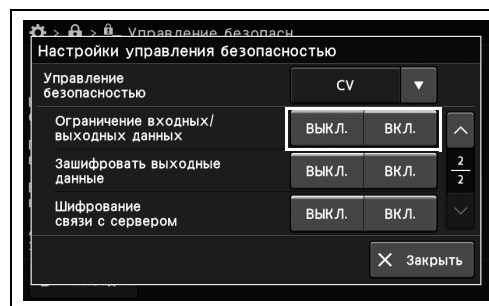 > > Управление безопасн
Настройки управления безопасностью
Управление
безопасностью
CV
Ограничение входных/
выходных данных
ВЫКЛ. ВКЛ.
Зашифровать выходные
данные
ВЫКЛ. ВКЛ.
2
2
Шифрование
связи с сервером
ВЫКЛ. ВКЛ.
Закрыть